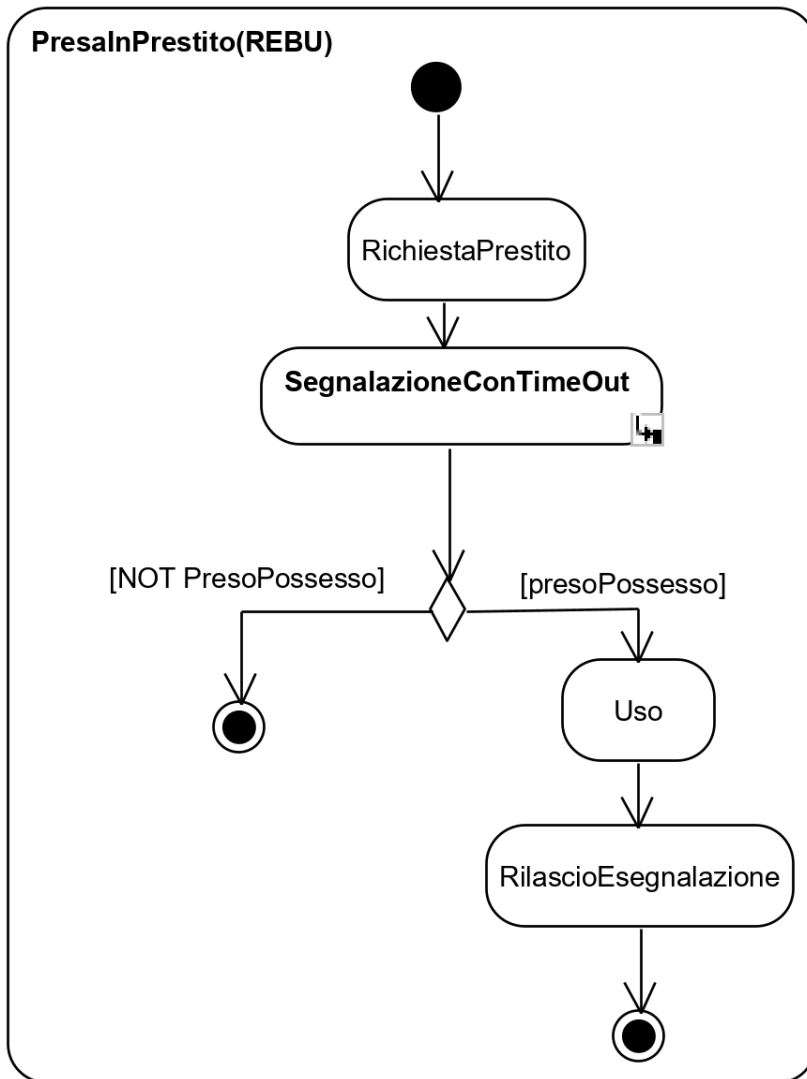 PresaInPrestito(REBU)
RichiestaPrestito
SegnalazioneConTimeOut
[NOT PresoPossesso]
[presoPossesso]
Uso
RilascioEsegnalazione